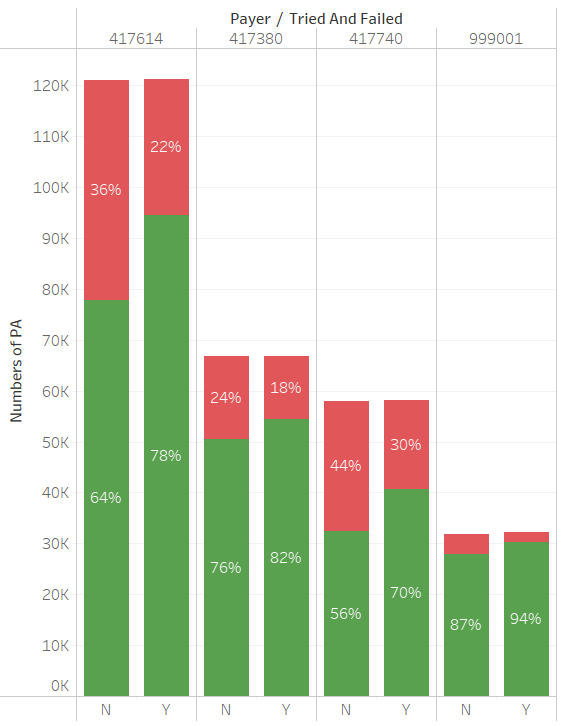 Payer / Tried And Failed
417614 417380 417740 999001
120K
110K
100K
90K
80K
70K
60K
50K
40K
30K
20K
10K
0K
Numbers of PA
36% 22%
64% 78%
24% 18%
76% 82%
44% 30%
56% 70%
87% 94%
N Y N Y N Y N Y